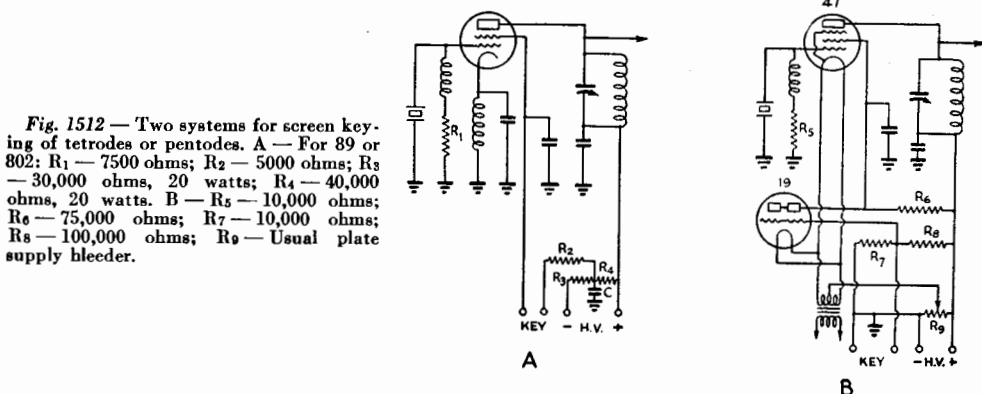 Fig. 1512 — Two systems for screen key-
ing of tetrodes or pentodes. A — For 89 or
802: R1 — 7500 ohms; R2 — 5000 ohms; R3
— 30,000 ohms, 20 watts; R4 — 40,000
ohms, 20 watts. B — R5 — 10,000 ohms;
R6 — 75,000 ohms; R7 — 10,000 ohms;
R8 — 100,000 ohms; R9 — Usual plate
supply bleeder.
R1
R2
R3
R4
C
KEY − H.V. +
A
47
R5
19
R6
R8
R7
R9
KEY − H.V. +
B